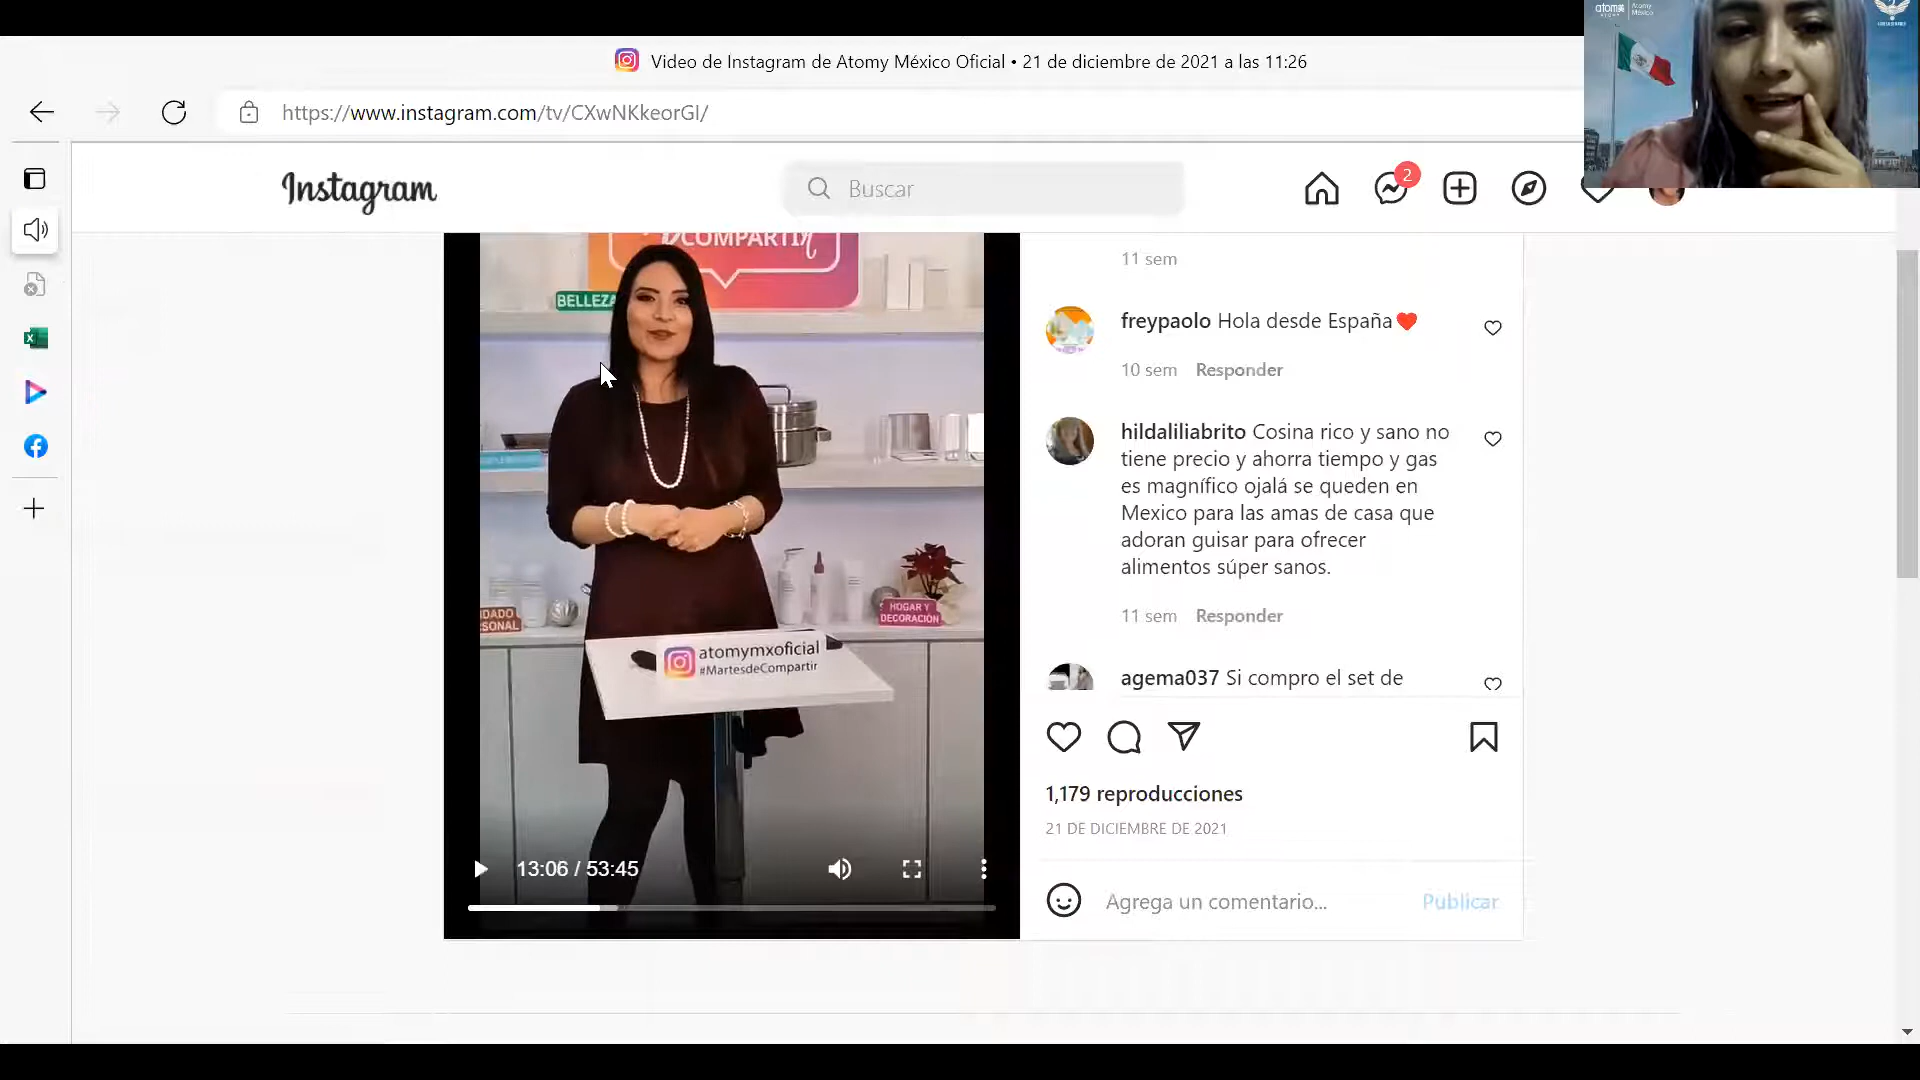 Video de Instagram de Atomy México Oficial • 21 de diciembre de 2021 a las 11:26
atomy
Atomy
México
https://www.instagram.com/tv/CXwNKkeorGI/
Instagram
Buscar
2
COMPARTIR
BELLEZA
HOGAR Y
DECORACIÓN
atomymxoficial
#MartesdeCompartir
13:06 / 53:45
11 sem
freypaolo Hola desde España❤️
10 sem Responder
hildaliliabrito Cosina rico y sano no
tiene precio y ahorra tiempo y gas
es magnífico ojalá se queden en
Mexico para las amas de casa que
adoran guisar para ofrecer
alimentos súper sanos.
11 sem Responder
agema037 Si compro el set de
1,179 reproducciones
21 DE DICIEMBRE DE 2021
Agrega un comentario...
Publicar